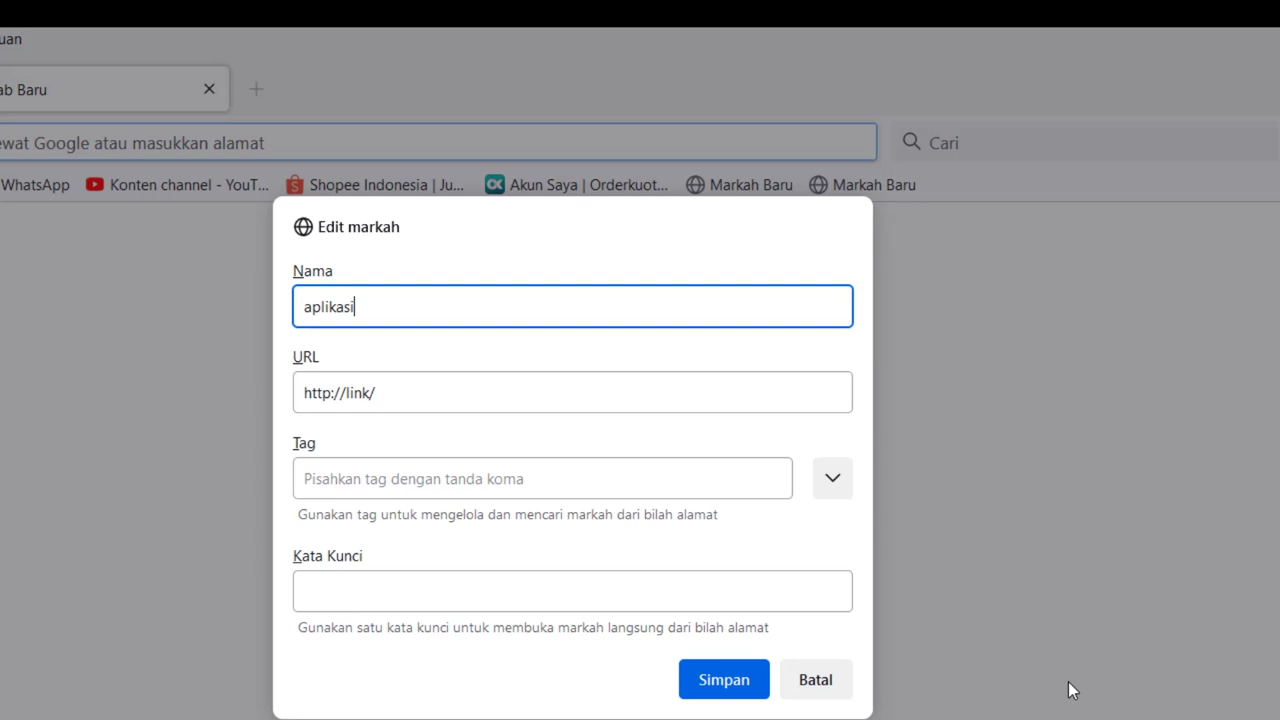 uan
ab Baru
ewat Google atau masukkan alamat
Cari
WhatsApp
Konten channel - YouT...
Shopee Indonesia | Ju...
Akun Saya | Orderkuot...
Markah Baru
Markah Baru
Edit markah
Nama
aplikasi
URL
http://link/
Tag
Pisahkan tag dengan tanda koma
Gunakan tag untuk mengelola dan mencari markah dari bilah alamat
Kata Kunci
Gunakan satu kata kunci untuk membuka markah langsung dari bilah alamat
Simpan
Batal